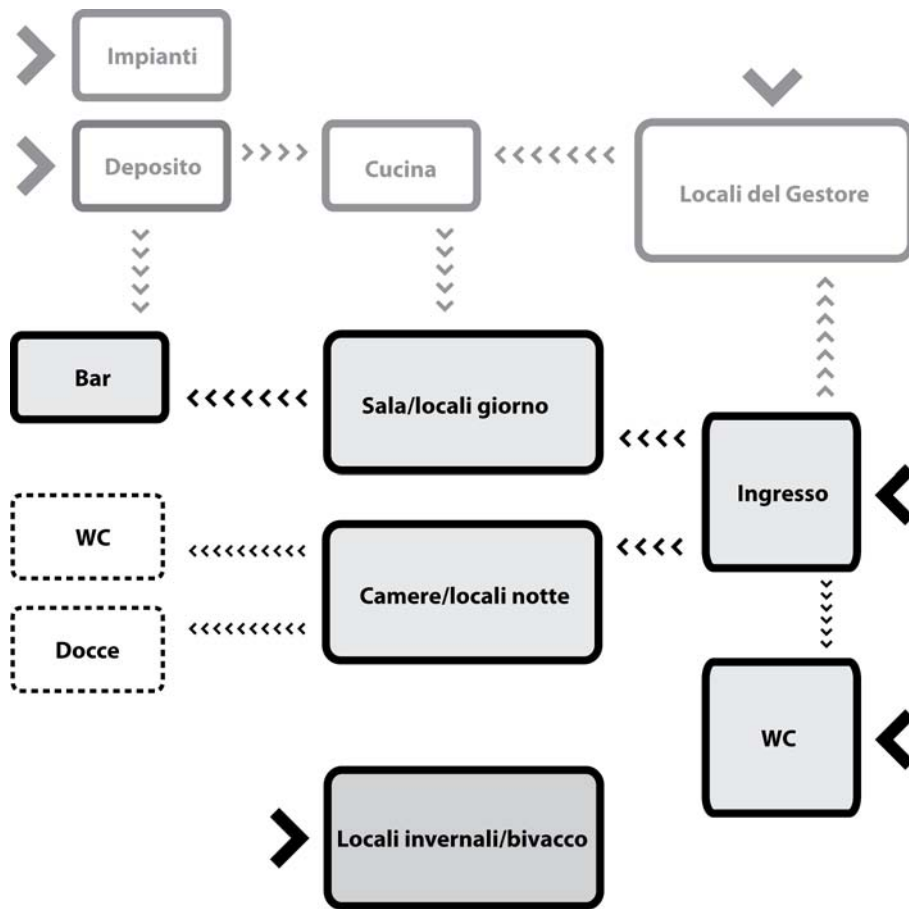 Impianti
Deposito
Cucina
Locali del Gestore
Bar
Sala/locali giorno
Ingresso
WC
Camere/locali notte
Docce
WC
Locali invernali/bivacco